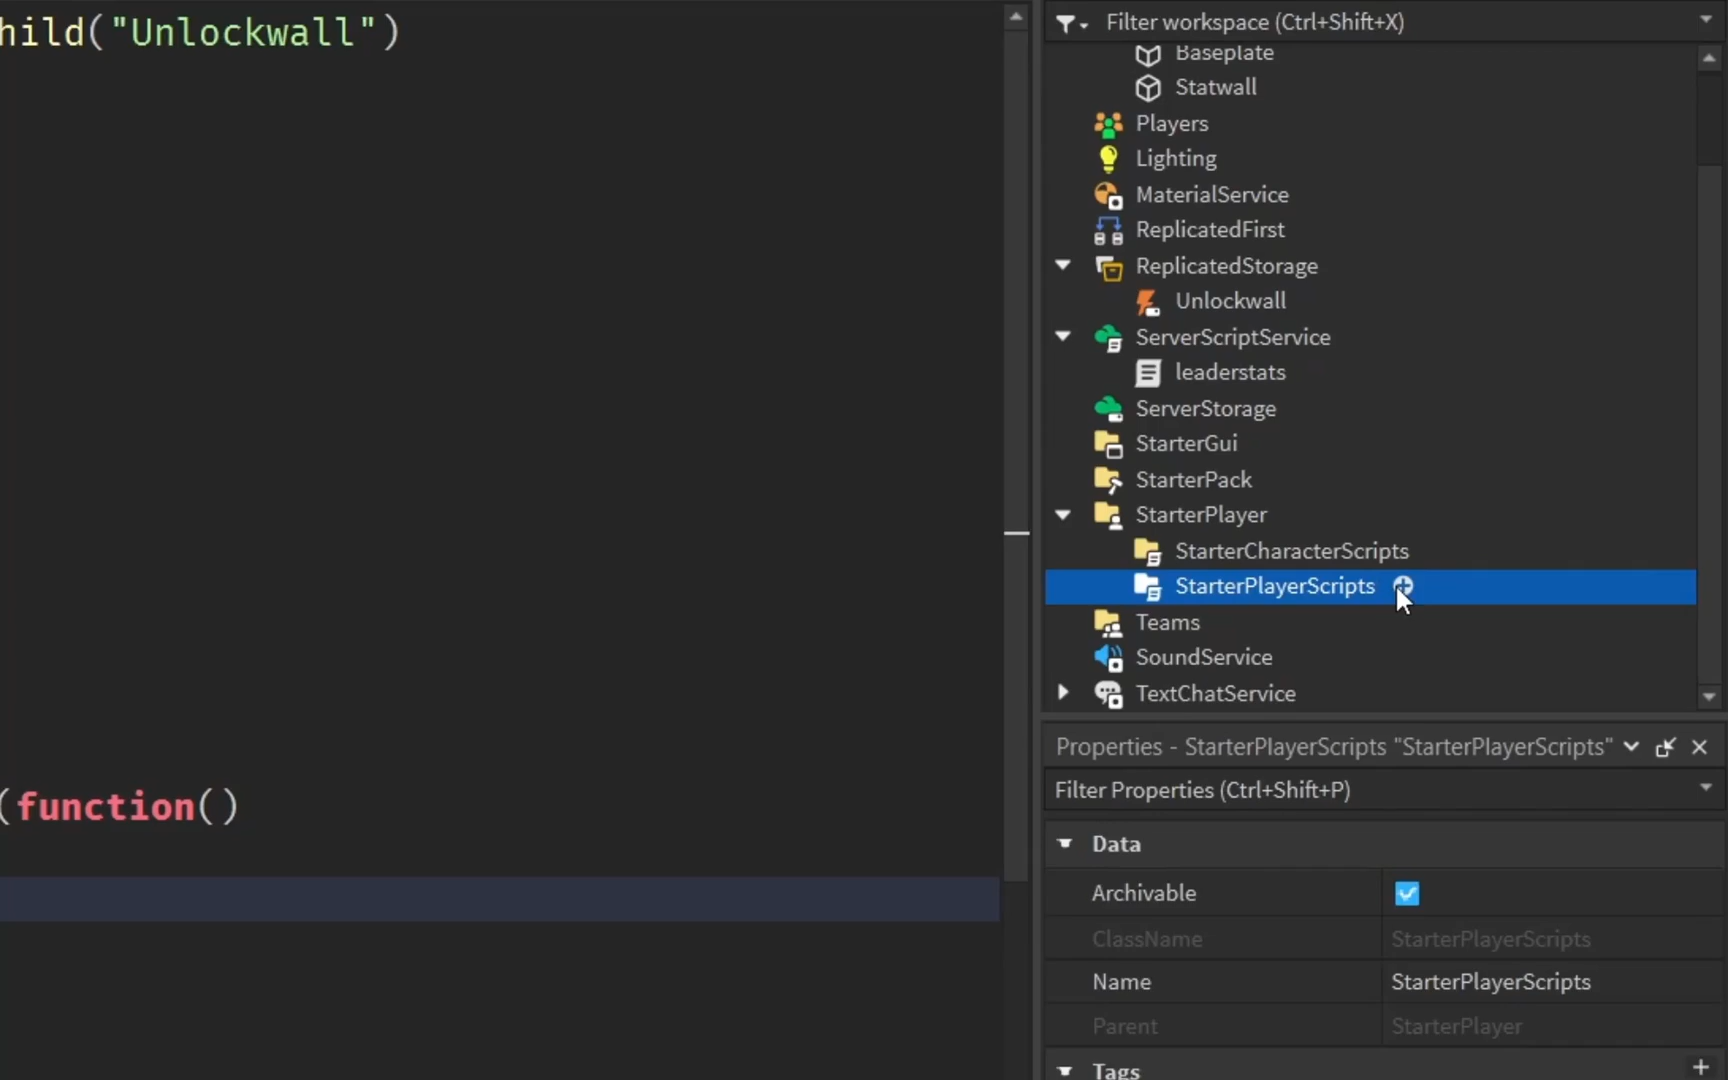 hild("Unlockwall")
(function()
Filter workspace (Ctrl+Shift+X)
Baseplate
Statwall
Players
Lighting
MaterialService
ReplicatedFirst
ReplicatedStorage
Unlockwall
ServerScriptService
leaderstats
ServerStorage
StarterGui
StarterPack
StarterPlayer
StarterCharacterScripts
StarterPlayerScripts
Teams
SoundService
TextChatService
Properties - StarterPlayerScripts "StarterPlayerScripts"
Filter Properties (Ctrl+Shift+P)
Data
Archivable
ClassName StarterPlayerScripts
Name StarterPlayerScripts
Parent StarterPlayer
Tags